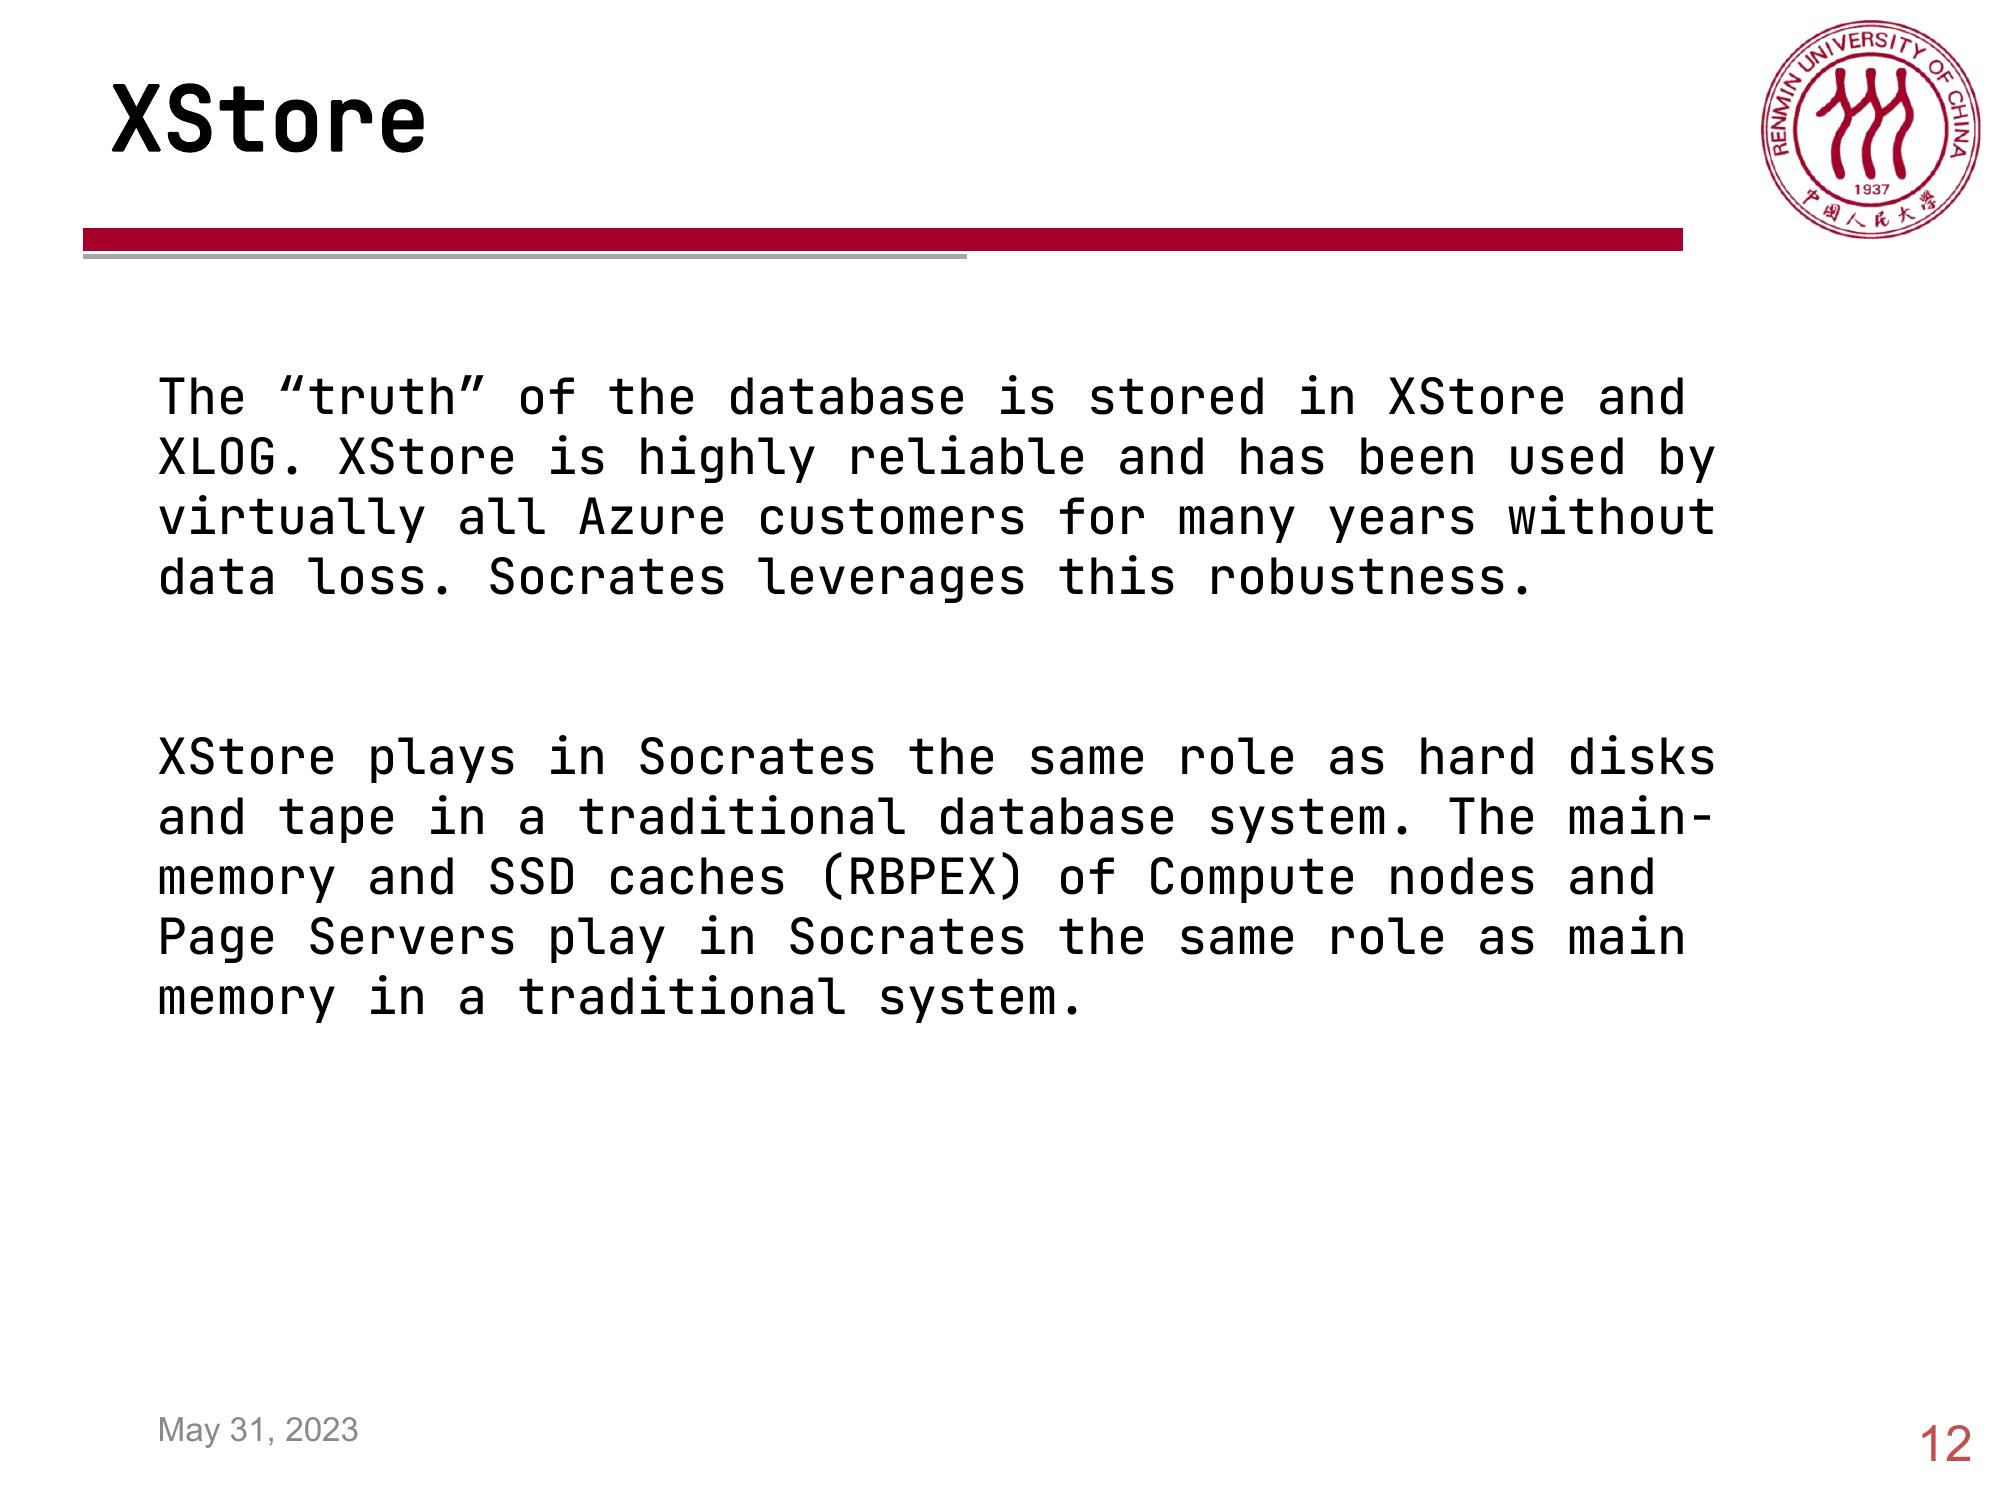 XStore
RENMIN UNIVERSITY OF CHINA
1937
中國人民大學
The “truth” of the database is stored in XStore and
XLOG. XStore is highly reliable and has been used by
virtually all Azure customers for many years without
data loss. Socrates leverages this robustness.
XStore plays in Socrates the same role as hard disks
and tape in a traditional database system. The main-
memory and SSD caches (RBPEX) of Compute nodes and
Page Servers play in Socrates the same role as main
memory in a traditional system.
May 31, 2023
12